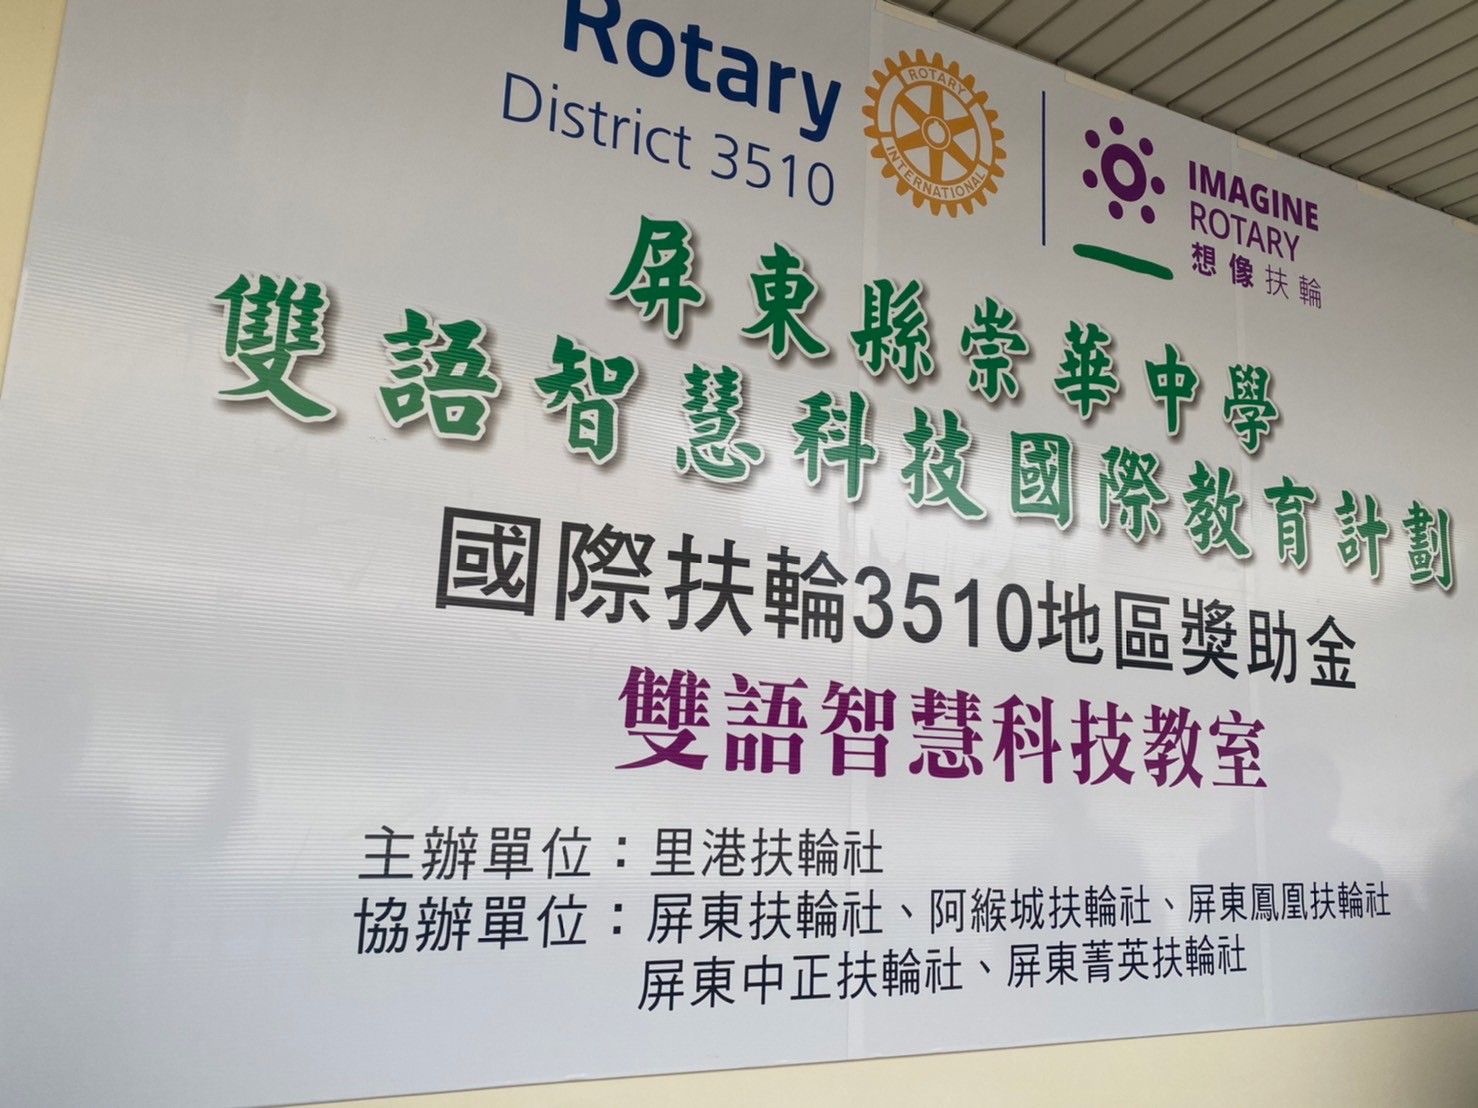 Rotary
District 3510
ROTARY
INTERNATIONAL
IMAGINE
ROTARY
想像扶輪
屏東縣崇華中學
雙語智慧科技國際教育計劃
國際扶輪3510地區獎助金
雙語智慧科技教室
主辦單位：里港扶輪社
協辦單位：屏東扶輪社、阿緱城扶輪社、屏東鳳凰扶輪社
屏東中正扶輪社、屏東菁英扶輪社